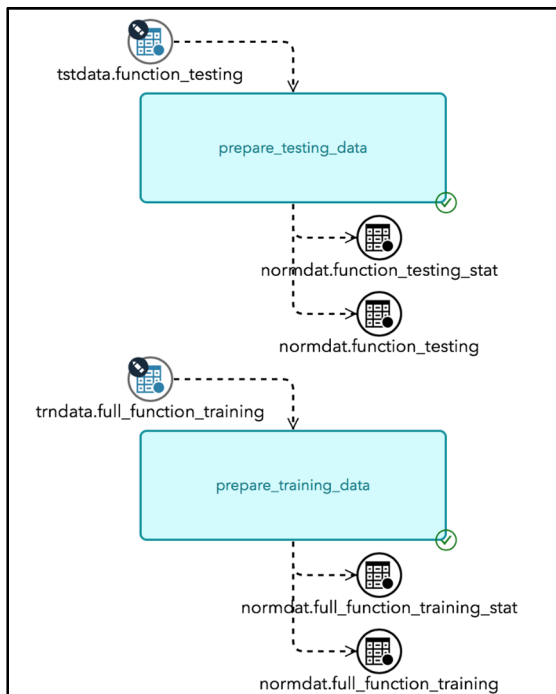 tstdata.function_testing
prepare_testing_data
normdat.function_testing_stat
normdat.function_testing
trndata.full_function_training
prepare_training_data
normdat.full_function_training_stat
normdat.full_function_training